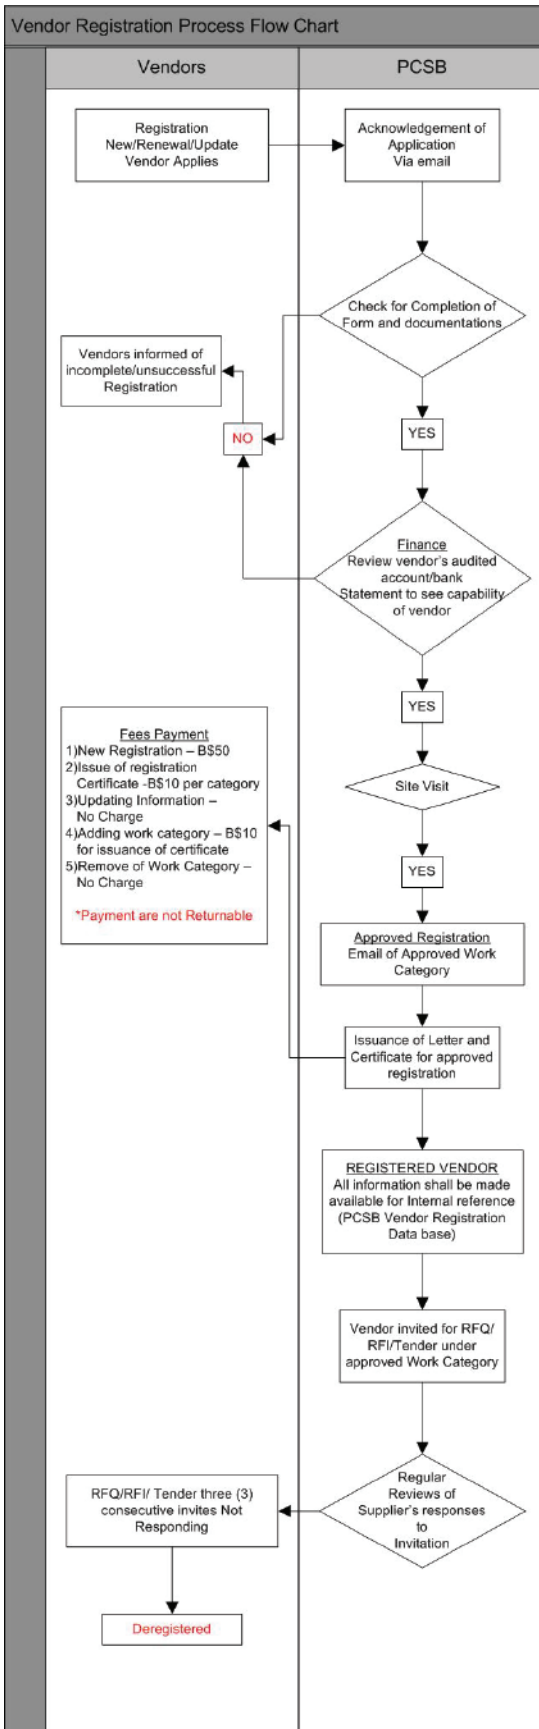 Vendor Registration Process Flow Chart
Vendors
PCSB
Registration
New/Renewal/Update
Vendor Applies
Acknowledgement of
Application
Via email
Check for Completion of
Form and documentations
Vendors informed of
incomplete/unsuccessful
Registration
NO
YES
Finance
Review vendor's audited
account/bank
Statement to see capability
of vendor
YES
Fees Payment
1)New Registration – B$50
2)Issue of registration
Certificate -B$10 per category
3)Updating Information –
No Charge
4)Adding work category – B$10
for issuance of certificate
5)Remove of Work Category –
No Charge
*Payment are not Returnable
Site Visit
YES
Approved Registration
Email of Approved Work
Category
Issuance of Letter and
Certificate for approved
registration
REGISTERED VENDOR
All information shall be made
available for Internal reference
(PCSB Vendor Registration
Data base)
Vendor invited for RFQ/
RFI/Tender under
approved Work Category
Regular
Reviews of
Supplier's responses
to
Invitation
RFQ/RFI/ Tender three (3)
consecutive invites Not
Responding
Deregistered